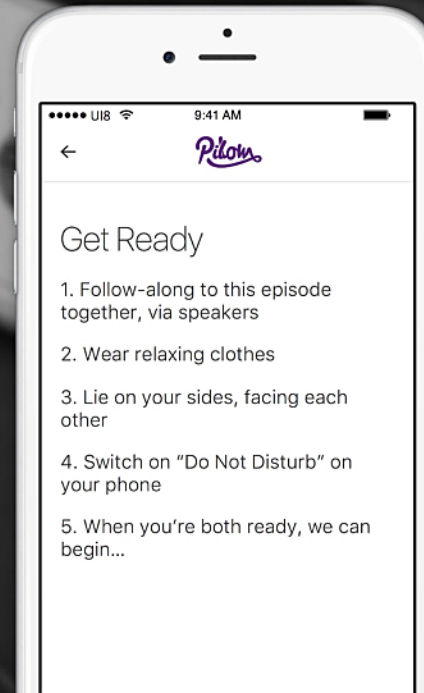 UI8
9:41 AM
Pillow
Get Ready
1. Follow-along to this episode
together, via speakers
2. Wear relaxing clothes
3. Lie on your sides, facing each
other
4. Switch on “Do Not Disturb” on
your phone
5. When you’re both ready, we can
begin...